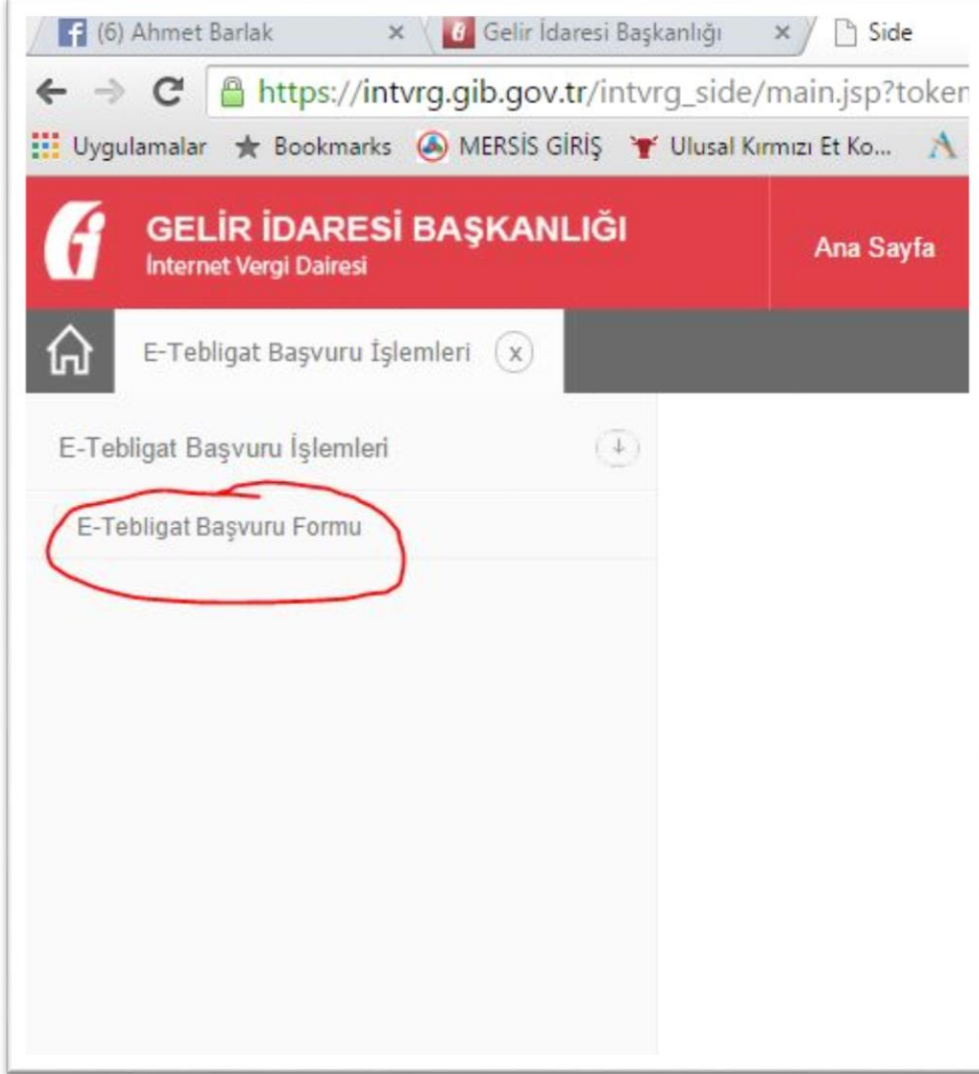 (6) Ahmet Barlak
Gelir İdaresi Başkanlığı
Side
https://intvrg.gib.gov.tr/intvrg_side/main.jsp?token
Uygulamalar Bookmarks MERSİS GİRİŞ Ulusal Kırmızı Et Ko...
GELİR İDARESİ BAŞKANLIĞI
İnternet Vergi Dairesi
Ana Sayfa
E-Tebligat Başvuru İşlemleri x
E-Tebligat Başvuru İşlemleri
E-Tebligat Başvuru Formu